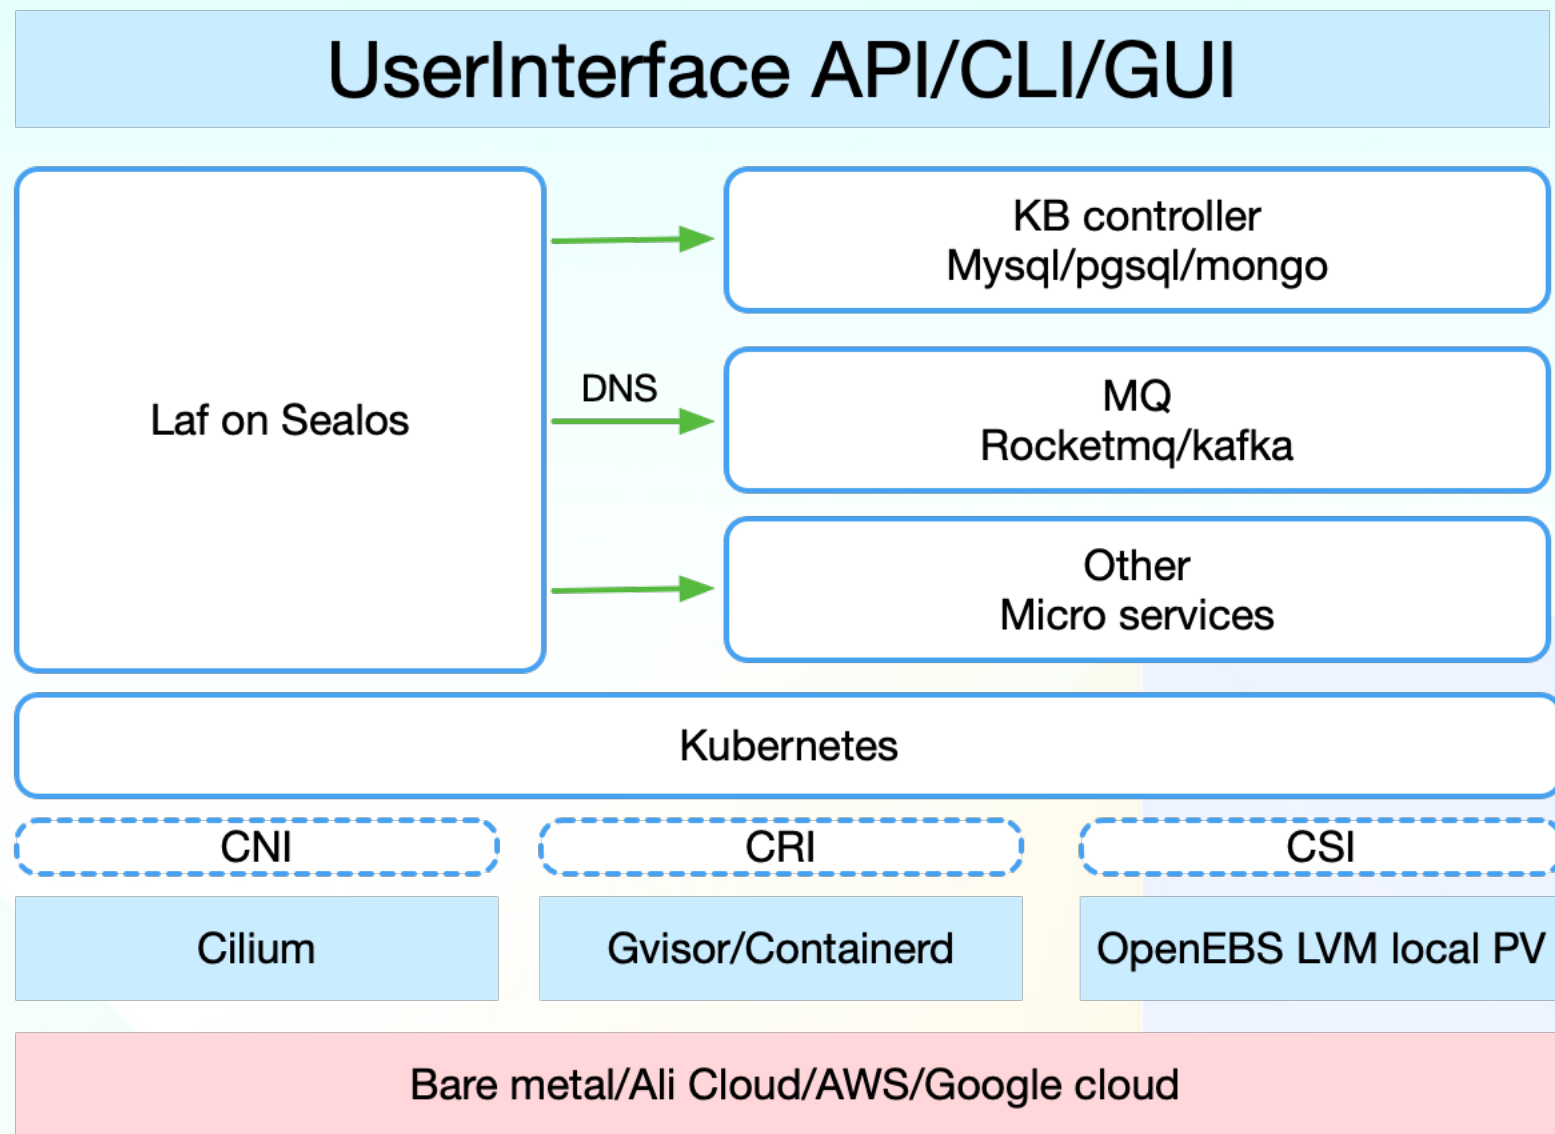 UserInterface API/CLI/GUI
Laf on Sealos
DNS
KB controller
Mysql/pgsql/mongo
MQ
Rocketmq/kafka
Other
Micro services
Kubernetes
CNI
CRI
CSI
Cilium
Gvisor/Containerd
OpenEBS LVM local PV
Bare metal/Ali Cloud/AWS/Google cloud